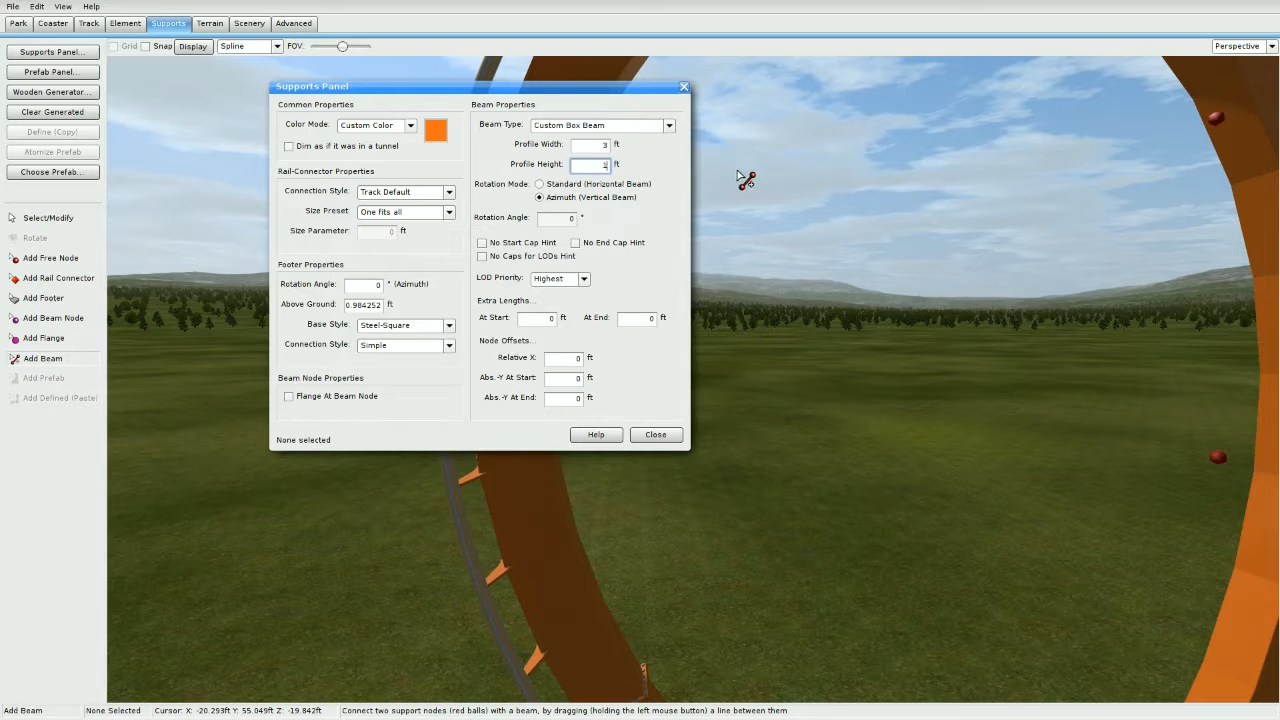 File Edit View Help
Park Coaster Track Element Supports Terrain Scenery Advanced
Supports Panel... Grid Snap Display Spline FOV: Perspective
Prefab Panel...
Wooden Generator...
Clear Generated
Define (Copy)
Atomize Prefab
Choose Prefab...
Select/Modify
Rotate
Add Free Node
Add Rail Connector
Add Footer
Add Beam Node
Add Flange
Add Beam
Add Prefab
Add Defined (Paste)
Supports Panel
Common Properties
Color Mode: Custom Color
Dim as if it was in a tunnel
Rail-Connector Properties
Connection Style: Track Default
Size Preset: One fits all
Size Parameter: 0 ft
Footer Properties
Rotation Angle: 0 ° (Azimuth)
Above Ground: 0.984252 ft
Base Style: Steel-Square
Connection Style: Simple
Beam Node Properties
Flange At Beam Node
None selected
Beam Properties
Beam Type: Custom Box Beam
Profile Width: 3 ft
Profile Height: ft
Rotation Mode: Standard (Horizontal Beam)
Azimuth (Vertical Beam)
Rotation Angle: 0 °
No Start Cap Hint No End Cap Hint
No Caps for LODs Hint
LOD Priority: Highest
Extra Lengths...
At Start: 0 ft At End: 0 ft
Node Offsets...
Relative X: 0 ft
Abs.-Y At Start: 0 ft
Abs.-Y At End: 0 ft
Help Close
Add Beam None Selected Cursor: X: -20.293ft Y: 55.049ft Z: -19.842ft Connect two support nodes (red balls) with a beam, by dragging (holding the left mouse button) a line between them